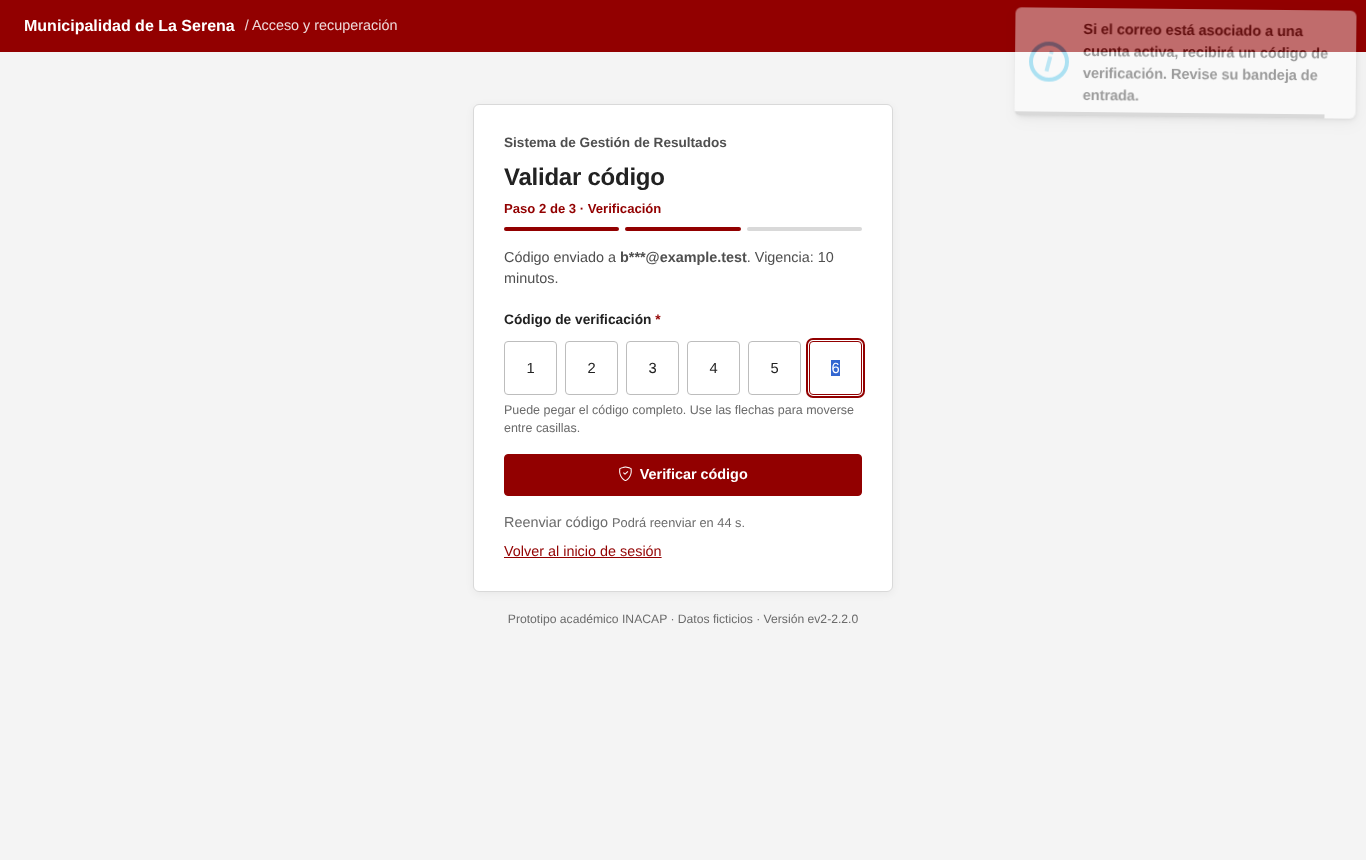 Municipalidad de La Serena / Acceso y recuperación
Si el correo está asociado a una
cuenta activa, recibirá un código de
verificación. Revise su bandeja de
entrada.
Sistema de Gestión de Resultados
Validar código
Paso 2 de 3 · Verificación
Código enviado a b***@example.test. Vigencia: 10
minutos.
Código de verificación *
1 2 3 4 5 6
Puede pegar el código completo. Use las flechas para moverse
entre casillas.
Verificar código
Reenviar código Podrá reenviar en 44 s.
Volver al inicio de sesión
Prototipo académico INACAP · Datos ficticios · Versión ev2-2.2.0